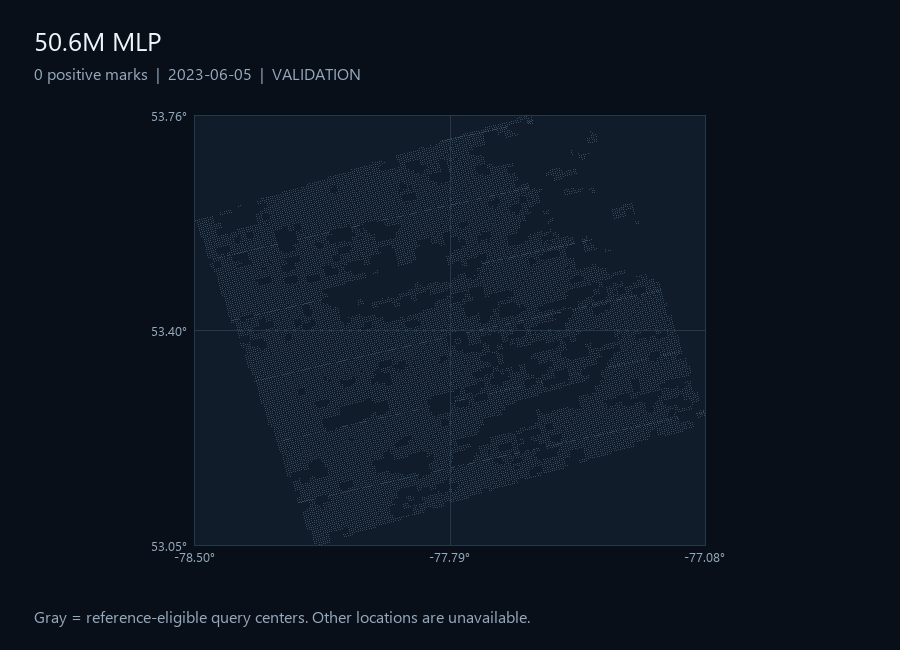 50.6M MLP
0 positive marks | 2023-06-05 | VALIDATION
53.76°
53.40°
53.05°
-78.50°
-77.79°
-77.08°
Gray = reference-eligible query centers. Other locations are unavailable.